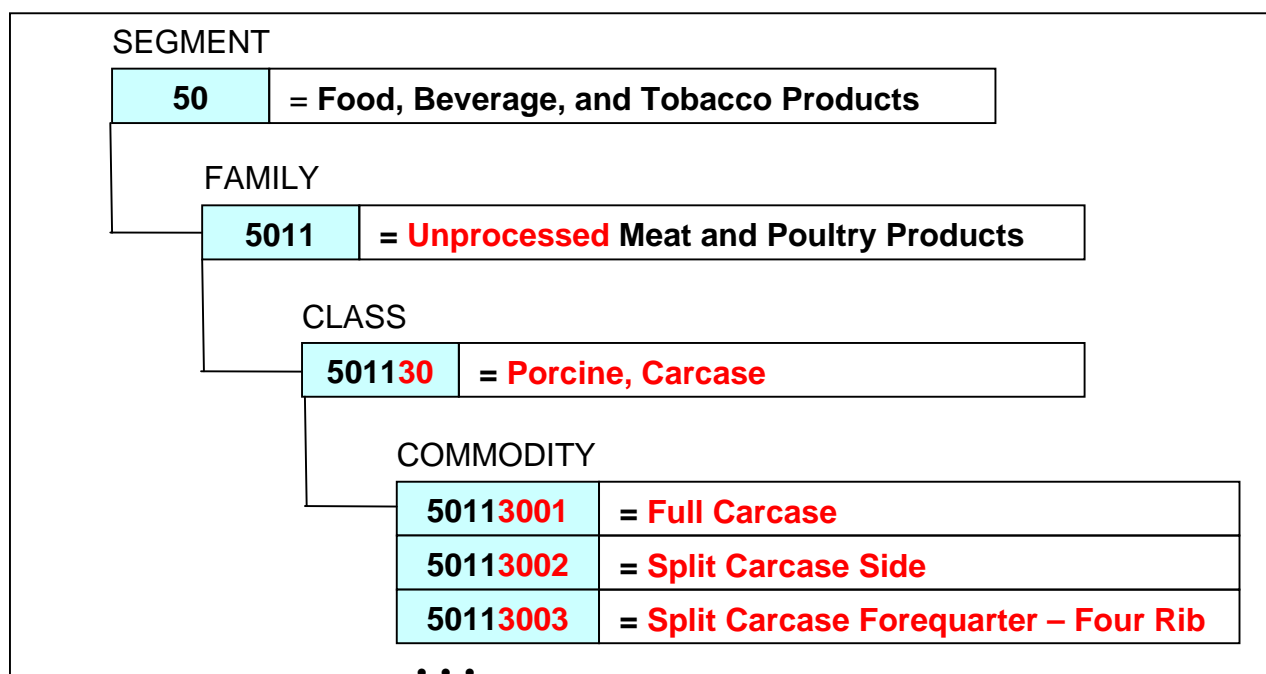 SEGMENT
50 = Food, Beverage, and Tobacco Products
FAMILY
5011 = Unprocessed Meat and Poultry Products
CLASS
501130 = Porcine, Carcase
COMMODITY
50113001 = Full Carcase
50113002 = Split Carcase Side
50113003 = Split Carcase Forequarter – Four Rib
...